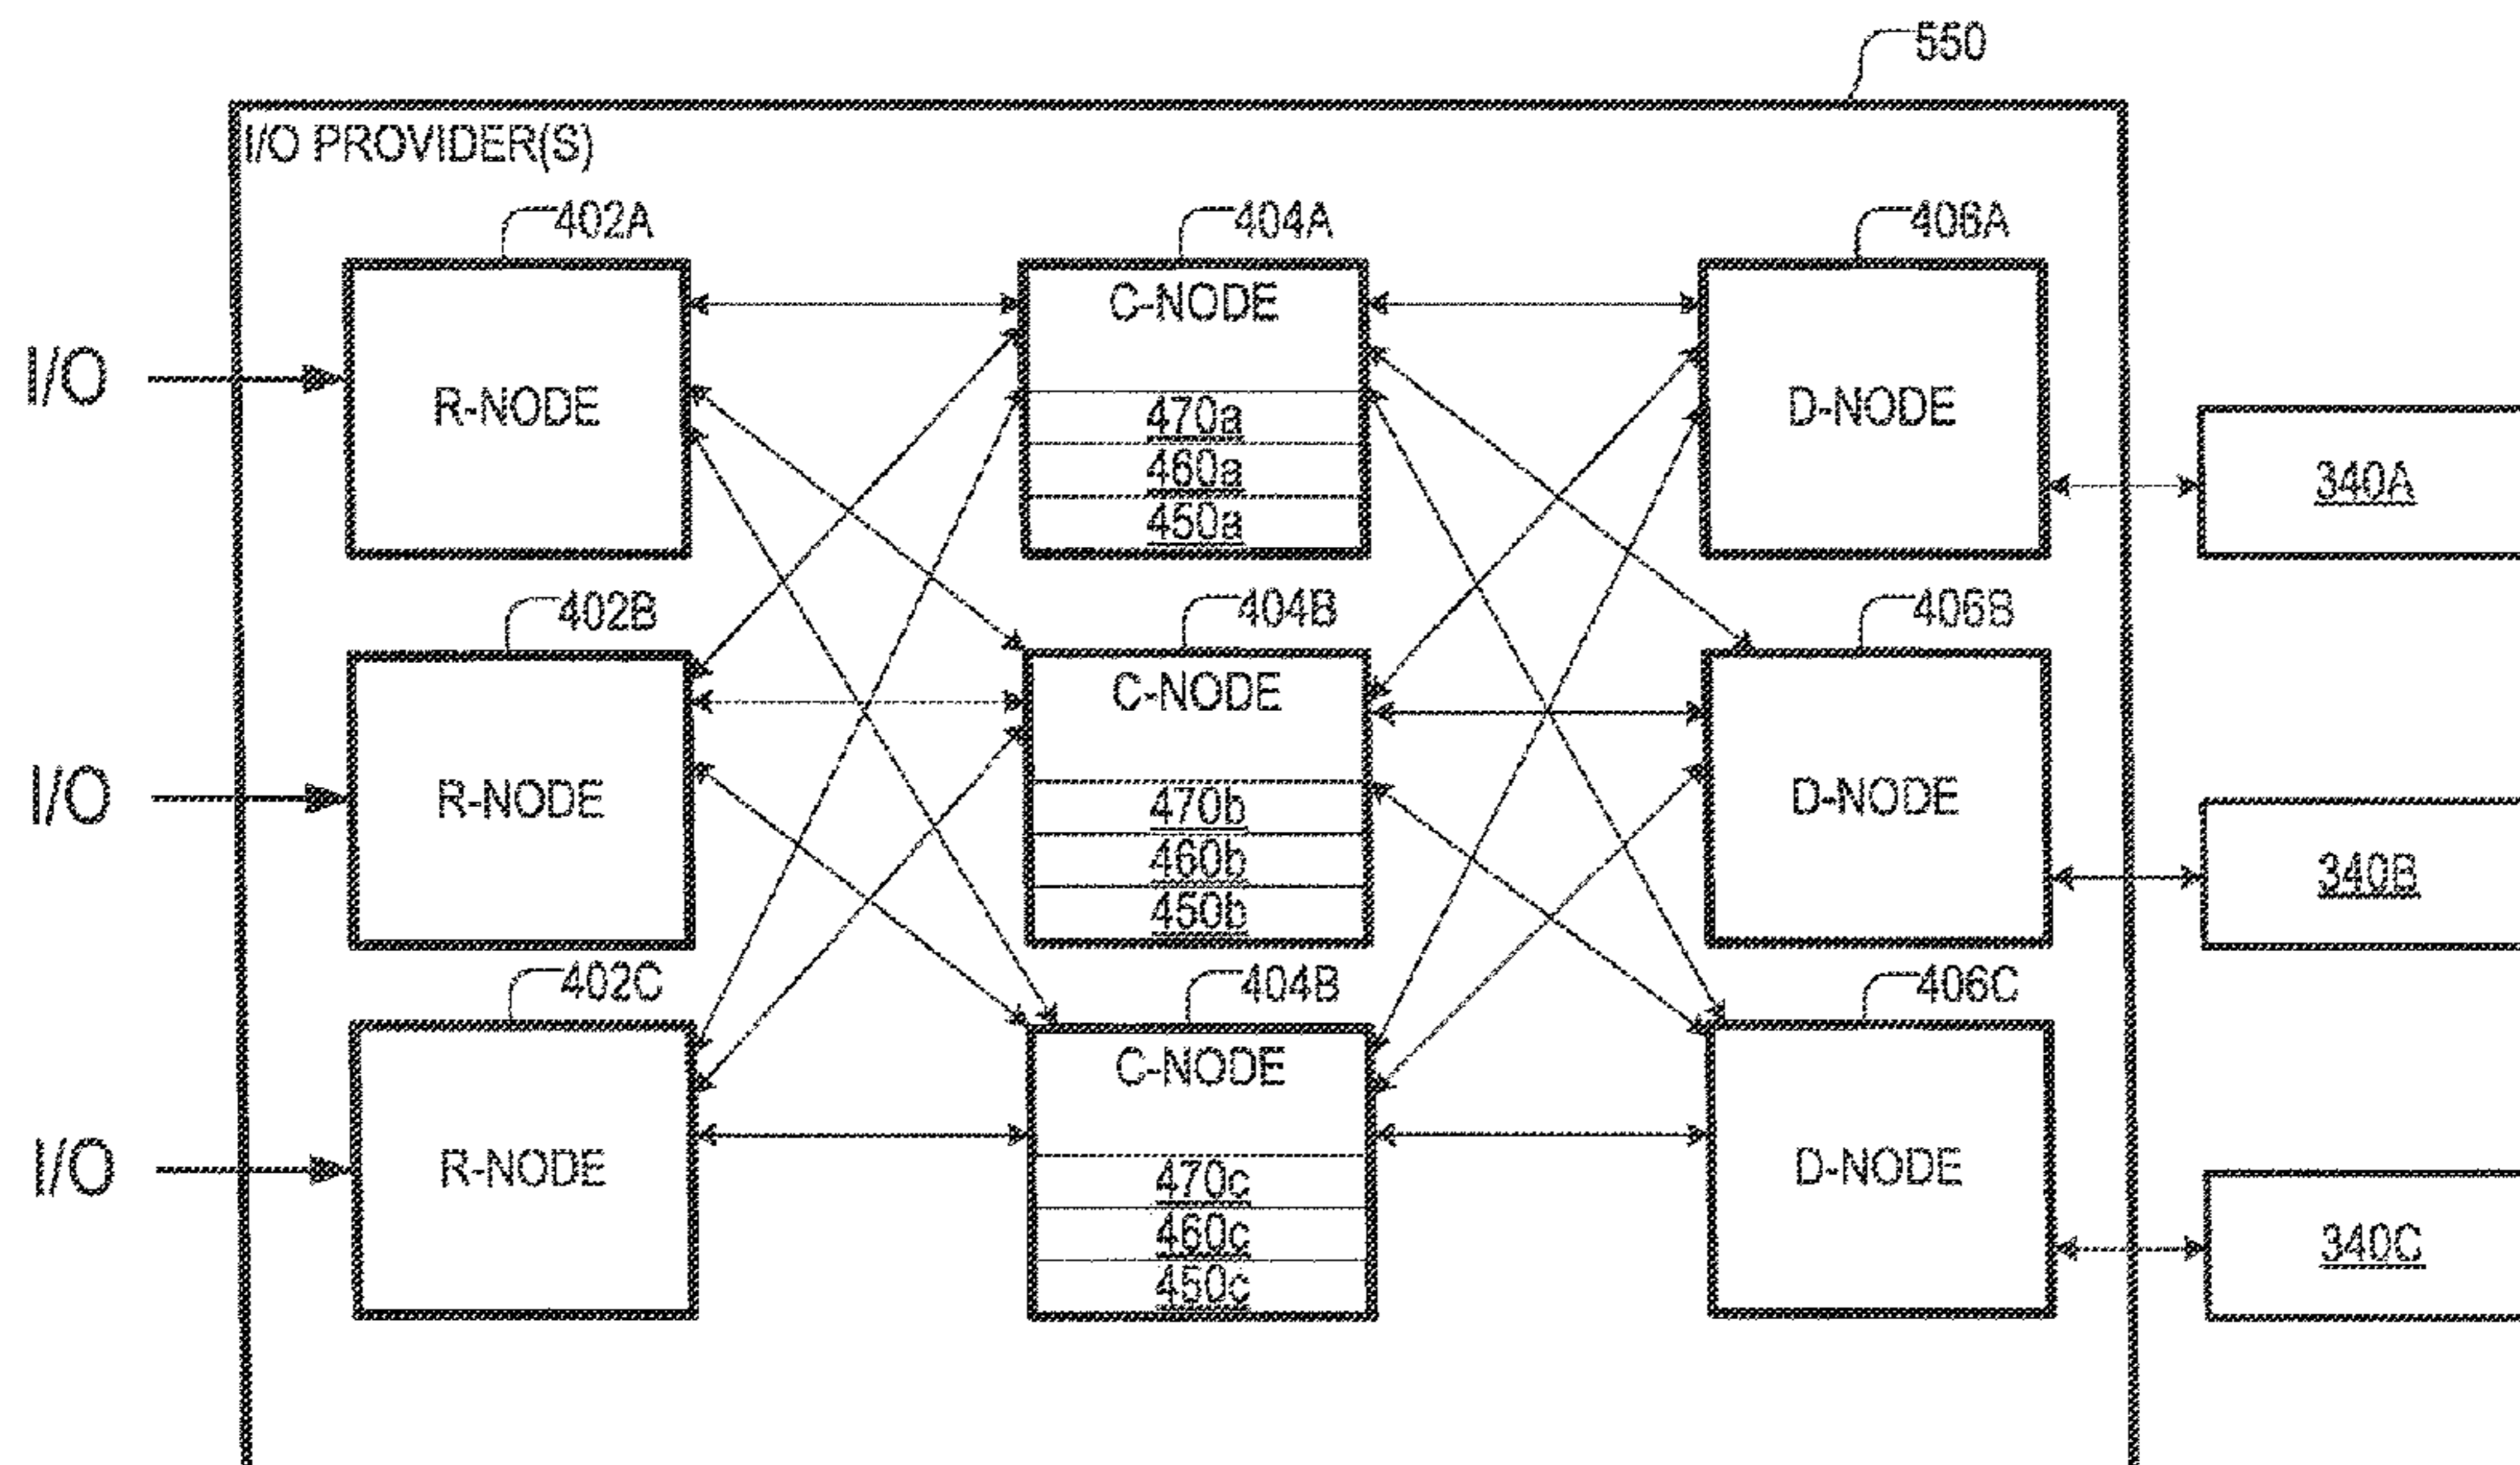 550
I/O PROVIDER(S)
402A
404A
406A
C-NODE
I/O
R-NODE
D-NODE
470a
460a
450a
340A
402B
404B
406B
C-NODE
I/O
R-NODE
D-NODE
470b
460b
450b
340B
402C
404B
406C
C-NODE
I/O
R-NODE
D-NODE
470c
460c
450c
340C